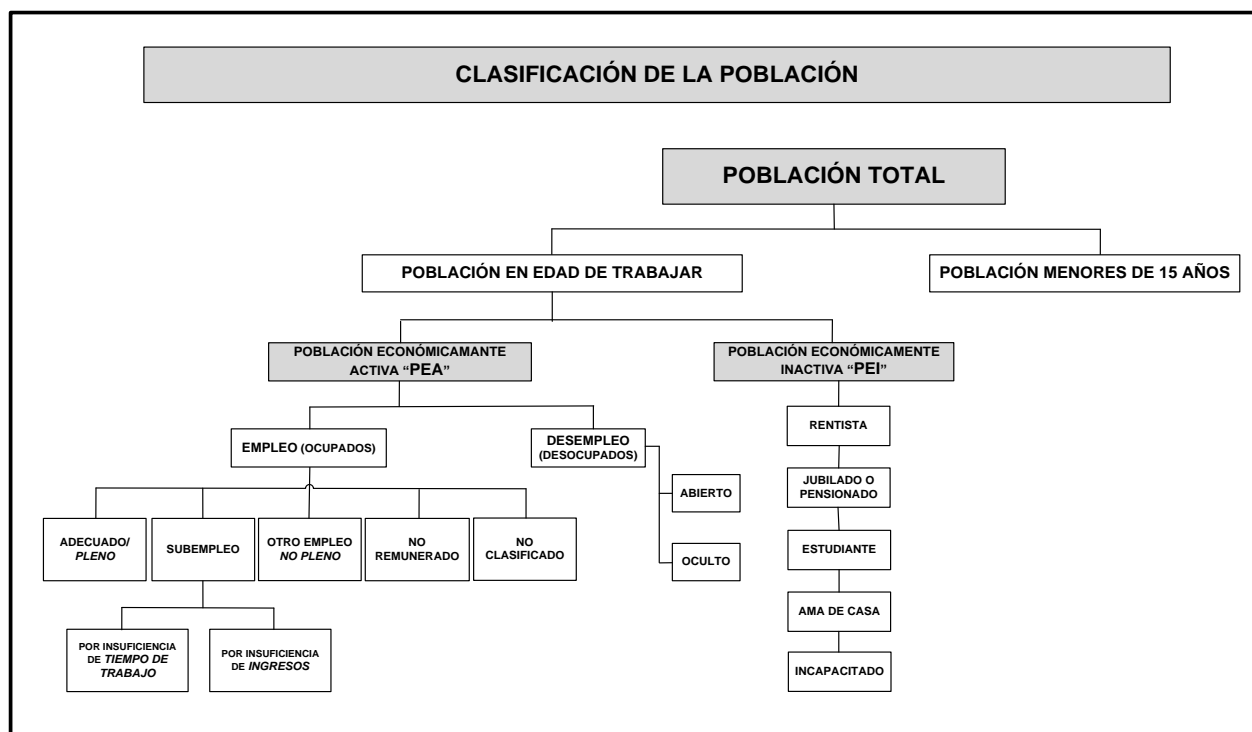 CLASIFICACIÓN DE LA POBLACIÓN
POBLACIÓN TOTAL
POBLACIÓN EN EDAD DE TRABAJAR
POBLACIÓN MENORES DE 15 AÑOS
POBLACIÓN ECONÓMICAMANTE
ACTIVA “PEA”
POBLACIÓN ECONÓMICAMENTE
INACTIVA “PEI”
EMPLEO (OCUPADOS)
DESEMPLEO
(DESOCUPADOS)
ABIERTO
OCULTO
ADECUADO/
PLENO
SUBEMPLEO
OTRO EMPLEO
NO PLENO
NO
REMUNERADO
NO
CLASIFICADO
POR INSUFICIENCIA
DE TIEMPO DE
TRABAJO
POR INSUFICIENCIA
DE INGRESOS
RENTISTA
JUBILADO O
PENSIONADO
ESTUDIANTE
AMA DE CASA
INCAPACITADO